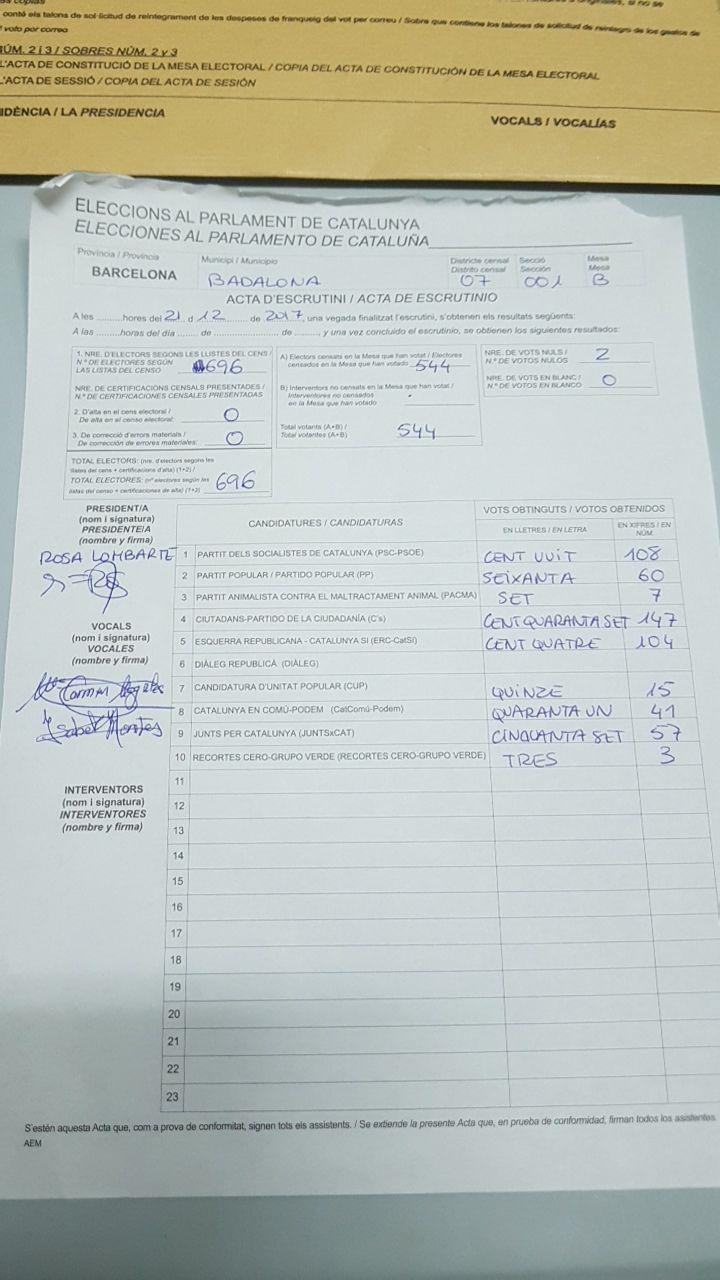 contè els talons de sol·licitud de reintegrament de les despeses de franqueig del vot per correu / Sobre que contiene los talones de solicitud de reintegro de los gastos de
voto por correo
NÚM. 2 i 3 / SOBRES NÚM. 2 y 3
L'ACTA DE CONSTITUCIÓ DE LA MESA ELECTORAL / COPIA DEL ACTA DE CONSTITUCIÓN DE LA MESA ELECTORAL
L'ACTA DE SESSIÓ / COPIA DEL ACTA DE SESIÓN
IDÈNCIA / LA PRESIDENCIA
VOCALS / VOCALÍAS
ELECCIONS AL PARLAMENT DE CATALUNYA
ELECCIONES AL PARLAMENTO DE CATALUÑA
Província / Provincia
BARCELONA
Municipi / Municipio
BADALONA
Districte censal
Distrito censal
07
Secció
Sección
001
Mesa
Mesa
B
ACTA D'ESCRUTINI / ACTA DE ESCRUTINIO
A les ......... hores del 21 d 12 de 2017, una vegada finalitzat l'escrutini, s'obtenen els resultats següents:
A las ......... horas del día ....... de .................... de ......, y una vez concluido el escrutinio, se obtienen los siguientes resultados:
1. NRE. D'ELECTORS SEGONS LES LLISTES DEL CENS /
N.º DE ELECTORES SEGÚN
LAS LISTAS DEL CENSO
696
NRE. DE CERTIFICACIONS CENSALS PRESENTADES /
N.º DE CERTIFICACIONES CENSALES PRESENTADAS
2. D'alta en el cens electoral /
De alta en el censo electoral:
0
3. De correcció d'errors materials /
De corrección de errores materiales:
0
TOTAL ELECTORS: (nre. d'electors segons les
llistes del cens + certificacions d'alta) (1+2) /
TOTAL ELECTORES: (nº electores según las
listas del censo + certificaciones de alta) (1+2)
696
A) Electors censats en la Mesa que han votat / Electores
censados en la Mesa que han votado
544
B) Interventors no censats en la Mesa que han votat /
Interventores no censados
en la Mesa que han votado
Total votants (A+B) /
Total votantes (A+B)
544
NRE. DE VOTS NULS /
N.º DE VOTOS NULOS
2
NRE. DE VOTS EN BLANC /
N.º DE VOTOS EN BLANCO
0
PRESIDENT/A
(nom i signatura)
PRESIDENTE/A
(nombre y firma)
ROSA LOMBARTE
VOCALS
(nom i signatura)
VOCALES
(nombre y firma)
Isabel Montes
INTERVENTORS
(nom i signatura)
INTERVENTORES
(nombre y firma)
CANDIDATURES / CANDIDATURAS
VOTS OBTINGUTS / VOTOS OBTENIDOS
EN LLETRES / EN LETRA
EN XIFRES / EN
NÚM.
1 PARTIT DELS SOCIALISTES DE CATALUNYA (PSC-PSOE) CENT VUIT 108
2 PARTIT POPULAR / PARTIDO POPULAR (PP) SEIXANTA 60
3 PARTIT ANIMALISTA CONTRA EL MALTRACTAMENT ANIMAL (PACMA) SET 7
4 CIUTADANS-PARTIDO DE LA CIUDADANÍA (C's) CENT QUARANTA SET 147
5 ESQUERRA REPUBLICANA - CATALUNYA SÍ (ERC-CatSí) CENT QUATRE 104
6 DIÀLEG REPUBLICÀ (DIÀLEG)
7 CANDIDATURA D'UNITAT POPULAR (CUP) QUINZE 15
8 CATALUNYA EN COMÚ-PODEM (CatComú-Podem) QUARANTA UN 41
9 JUNTS PER CATALUNYA (JUNTSxCAT) CINQUANTA SET 57
10 RECORTES CERO-GRUPO VERDE (RECORTES CERO-GRUPO VERDE) TRES 3
11
12
13
14
15
16
17
18
19
20
21
22
23
S'estén aquesta Acta que, com a prova de conformitat, signen tots els assistents. / Se extiende la presente Acta que, en prueba de conformidad, firman todos los asistentes.
AEM